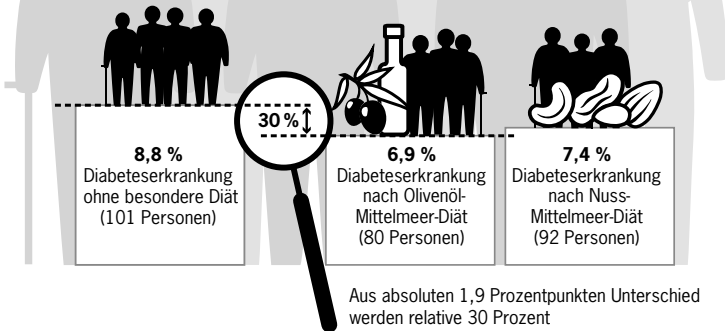 30 %
8,8 %
Diabeteserkrankung
ohne besondere Diät
(101 Personen)
6,9 %
Diabeteserkrankung
nach Olivenöl-
Mittelmeer-Diät
(80 Personen)
7,4 %
Diabeteserkrankung
nach Nuss-
Mittelmeer-Diät
(92 Personen)
Aus absoluten 1,9 Prozentpunkten Unterschied
werden relative 30 Prozent